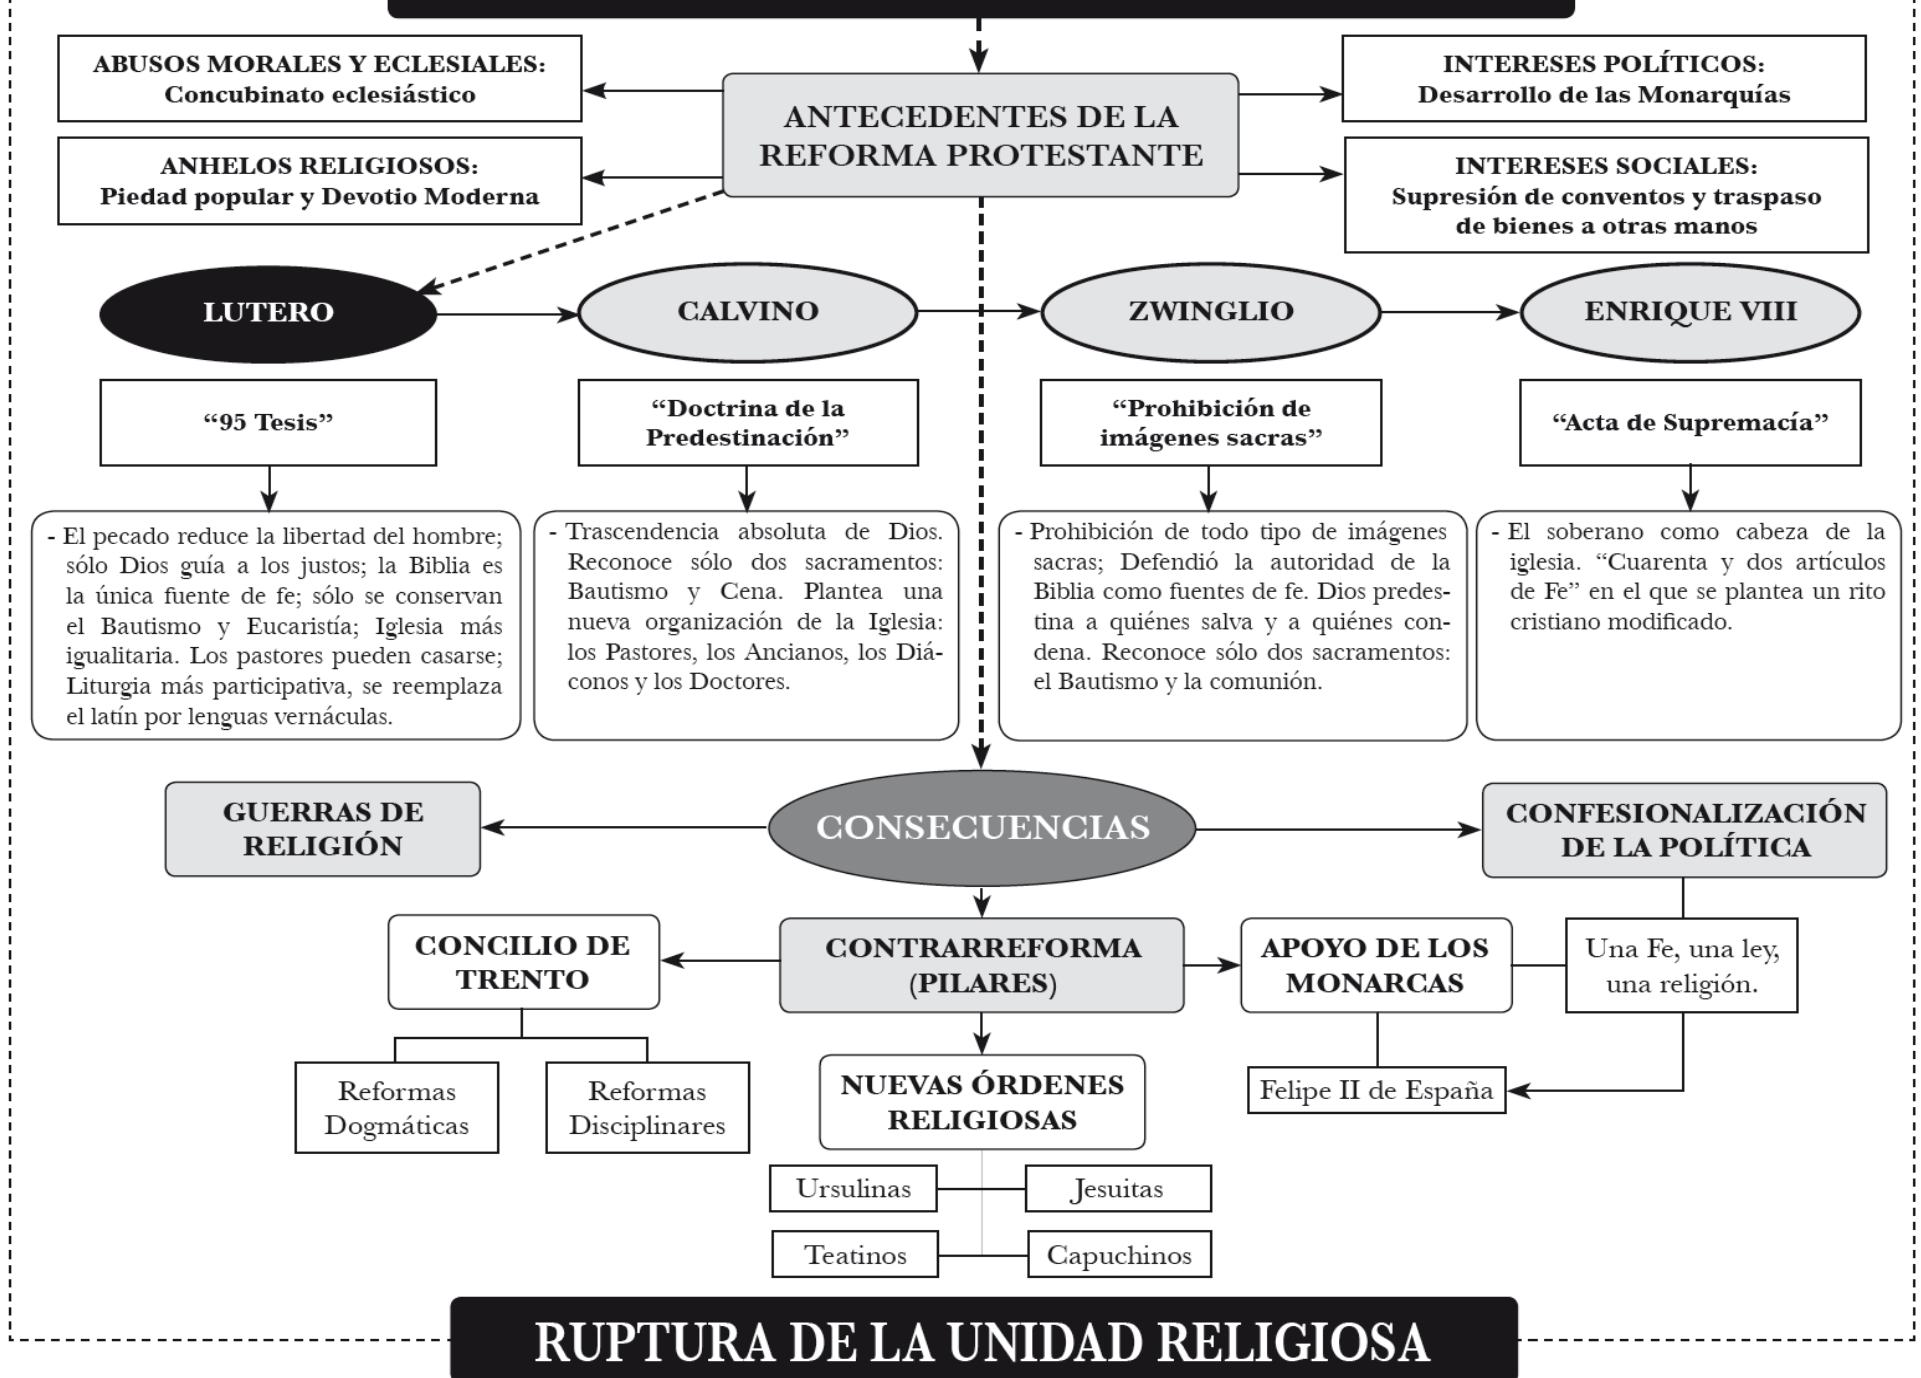 ABUSOS MORALES Y ECLESIALES:
Concubinato eclesiástico
ANHELOS RELIGIOSOS:
Piedad popular y Devotio Moderna
ANTECEDENTES DE LA
REFORMA PROTESTANTE
INTERESES POLÍTICOS:
Desarrollo de las Monarquías
INTERESES SOCIALES:
Supresión de conventos y traspaso
de bienes a otras manos
LUTERO
CALVINO
ZWINGLIO
ENRIQUE VIII
“95 Tesis”
“Doctrina de la
Predestinación”
“Prohibición de
imágenes sacras”
“Acta de Supremacía”
- El pecado reduce la libertad del hombre;
sólo Dios guía a los justos; la Biblia es
la única fuente de fe; sólo se conservan
el Bautismo y Eucaristía; Iglesia más
igualitaria. Los pastores pueden casarse;
Liturgia más participativa, se reemplaza
el latín por lenguas vernáculas.
- Trascendencia absoluta de Dios.
Reconoce sólo dos sacramentos:
Bautismo y Cena. Plantea una
nueva organización de la Iglesia:
los Pastores, los Ancianos, los Diá-
conos y los Doctores.
- Prohibición de todo tipo de imágenes
sacras; Defendió la autoridad de la
Biblia como fuentes de fe. Dios predes-
tina a quiénes salva y a quiénes con-
dena. Reconoce sólo dos sacramentos:
el Bautismo y la comunión.
- El soberano como cabeza de la
iglesia. “Cuarenta y dos artículos
de Fe” en el que se plantea un rito
cristiano modificado.
GUERRAS DE
RELIGIÓN
CONSECUENCIAS
CONFESIONALIZACIÓN
DE LA POLÍTICA
CONCILIO DE
TRENTO
CONTRARREFORMA
(PILARES)
APOYO DE LOS
MONARCAS
Una Fe, una ley,
una religión.
Reformas
Dogmáticas
Reformas
Disciplinares
NUEVAS ÓRDENES
RELIGIOSAS
Felipe II de España
Ursulinas
Jesuitas
Teatinos
Capuchinos
RUPTURA DE LA UNIDAD RELIGIOSA